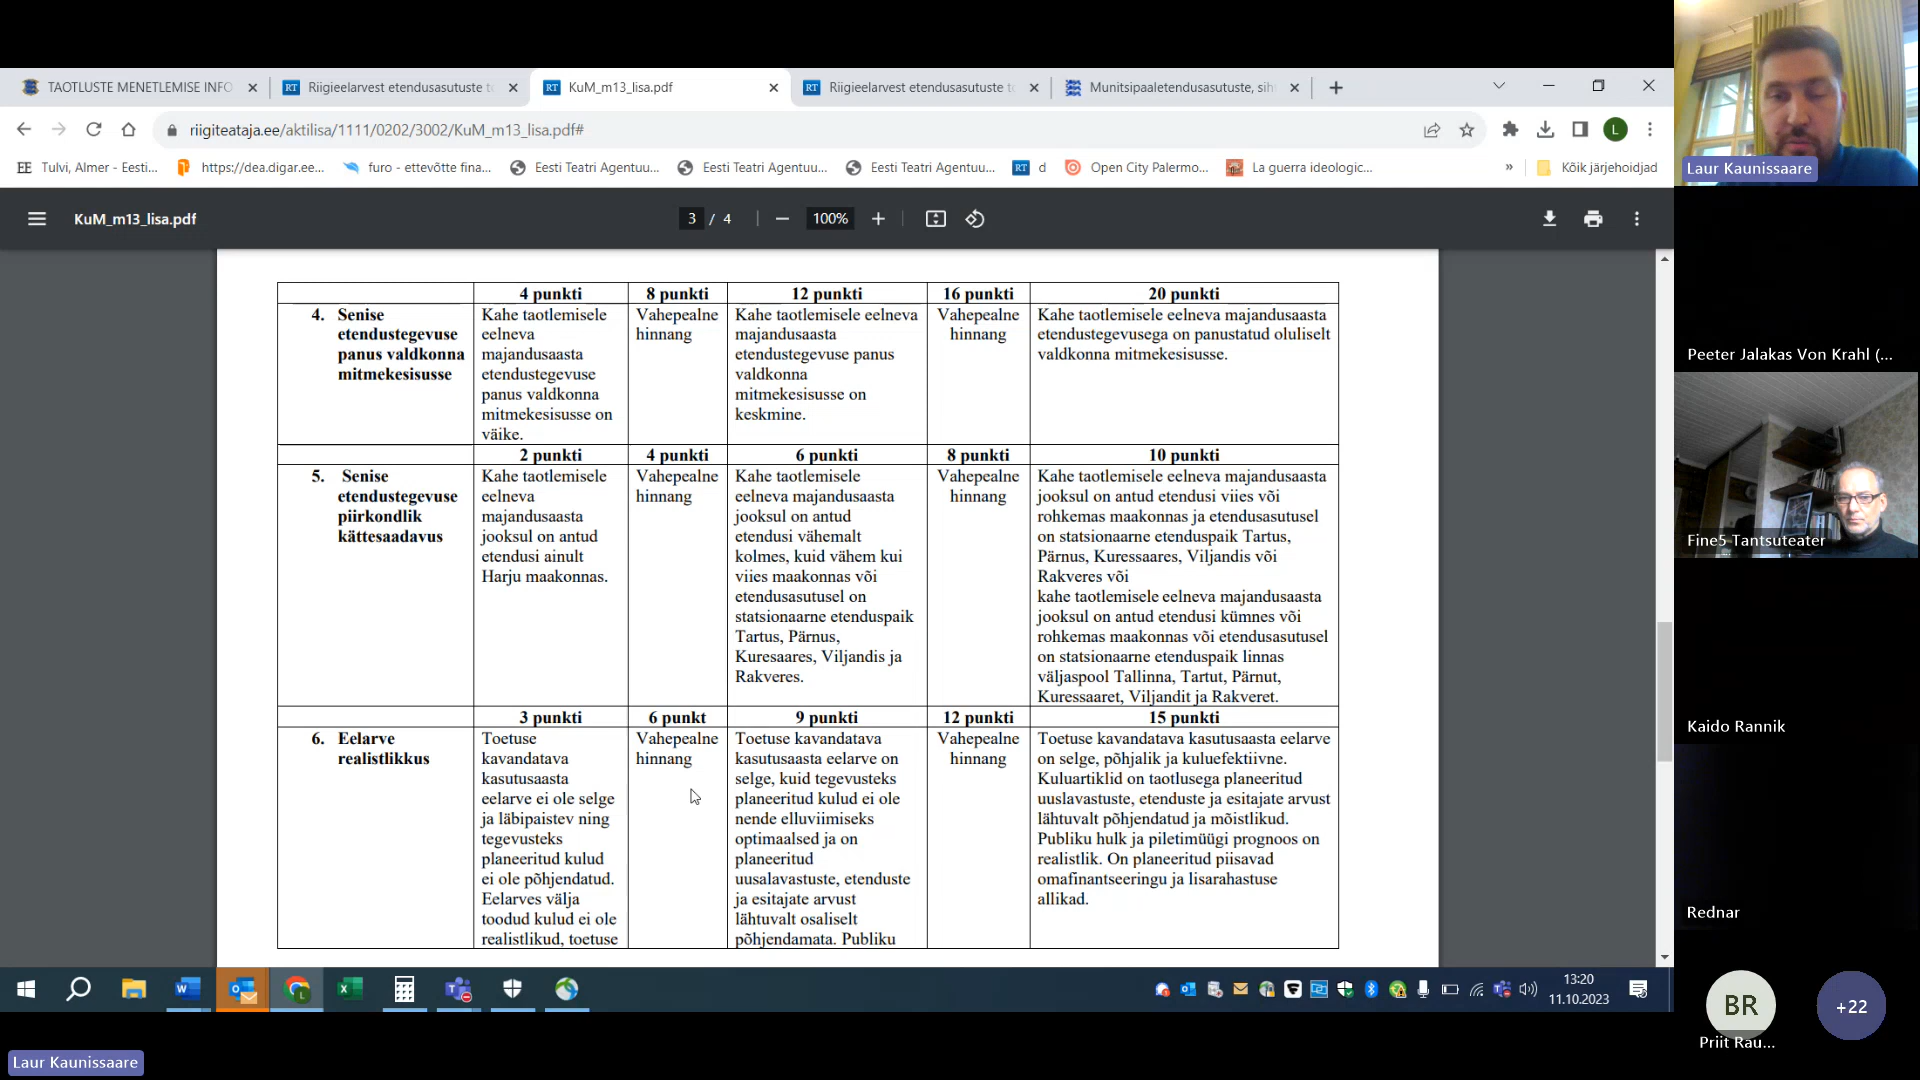 TAOTLUSTE MENETLEMISE INFO
Riigieelarvest etendusasutuste to
KuM_m13_lisa.pdf
Riigieelarvest etendusasutuste to
Munitsipaaletendusasutuste, sih
riigiteataja.ee/aktilisa/1111/0202/3002/KuM_m13_lisa.pdf#
L
Tulvi, Almer - Eesti...
https://dea.digar.ee...
furo - ettevõtte fina...
Eesti Teatri Agentuu...
Eesti Teatri Agentuu...
Eesti Teatri Agentuu...
d
Open City Palermo...
La guerra ideologic...
»
Kõik järjehoidjad
KuM_m13_lisa.pdf
3 / 4
100%
4 punkti
8 punkti
12 punkti
16 punkti
20 punkti
4. Senise
etendustegevuse
panus valdkonna
mitmekesisusse
Kahe taotlemisele
eelneva
majandusaasta
etendustegevuse
panus valdkonna
mitmekesisusse on
väike.
Vahepealne
hinnang
Kahe taotlemisele eelneva
majandusaasta
etendustegevuse panus
valdkonna
mitmekesisusse on
keskmine.
Vahepealne
hinnang
Kahe taotlemisele eelneva majandusaasta
etendustegevusega on panustatud oluliselt
valdkonna mitmekesisusse.
2 punkti
4 punkti
6 punkti
8 punkti
10 punkti
5. Senise
etendustegevuse
piirkondlik
kättesaadavus
Kahe taotlemisele
eelneva
majandusaasta
jooksul on antud
etendusi ainult
Harju maakonnas.
Vahepealne
hinnang
Kahe taotlemisele
eelneva majandusaasta
jooksul on antud
etendusi vähemalt
kolmes, kuid vähem kui
viies maakonnas või
etendusasutusel on
statsionaarne etenduspaik
Tartus, Pärnus,
Kuresaares, Viljandis ja
Rakveres.
Vahepealne
hinnang
Kahe taotlemisele eelneva majandusaasta
jooksul on antud etendusi viies või
rohkemas maakonnas ja etendusasutusel
on statsionaarne etenduspaik Tartus,
Pärnus, Kuressaares, Viljandis või
Rakveres või
kahe taotlemisele eelneva majandusaasta
jooksul on antud etendusi kümnes või
rohkemas maakonnas või etendusasutusel
on statsionaarne etenduspaik linnas
väljaspool Tallinna, Tartut, Pärnut,
Kuressaaret, Viljandit ja Rakveret.
3 punkti
6 punkt
9 punkti
12 punkti
15 punkti
6. Eelarve
realistlikkus
Toetuse
kavandatava
kasutusaasta
eelarve ei ole selge
ja läbipaistev ning
tegevusteks
planeeritud kulud
ei ole põhjendatud.
Eelarves välja
toodud kulud ei ole
realistlikud, toetuse
Vahepealne
hinnang
Toetuse kavandatava
kasutusaasta eelarve on
selge, kuid tegevusteks
planeeritud kulud ei ole
nende elluviimiseks
optimaalsed ja on
planeeritud
uusalavastuste, etenduste
ja esitajate arvust
lähtuvalt osaliselt
põhjendamata. Publiku
Vahepealne
hinnang
Toetuse kavandatava kasutusaasta eelarve
on selge, põhjalik ja kuluefektiivne.
Kuluartiklid on taotlusega planeeritud
uuslavastuste, etenduste ja esitajate arvust
lähtuvalt põhjendatud ja mõistlikud.
Publiku hulk ja piletimüügi prognoos on
realistlik. On planeeritud piisavad
omafinantseeringu ja lisarahastuse
allikad.
13:20
11.10.2023
Laur Kaunissaare
Laur Kaunissaare
Peeter Jalakas Von Krahl (...
Fine5 Tantsuteater
Kaido Rannik
Rednar
BR
Priit Rau...
+22